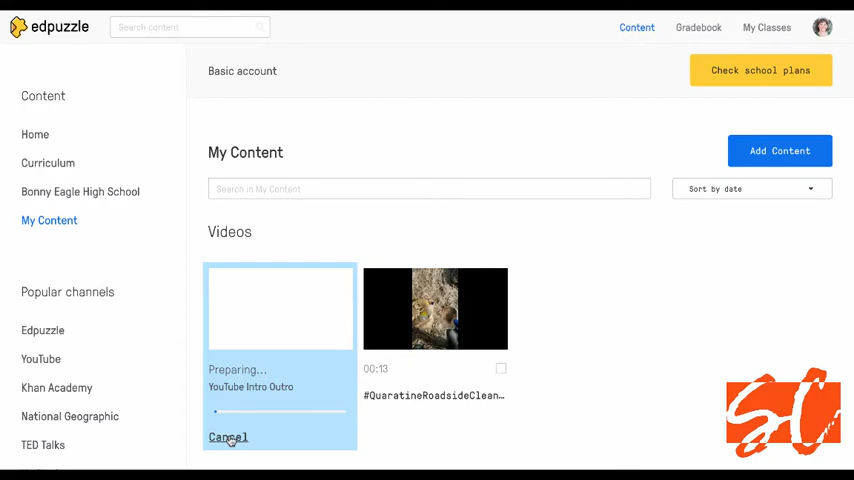 edpuzzle
Search content
Content
Gradebook
My Classes
Basic account
Check school plans
Content
Home
Curriculum
Bonny Eagle High School
My Content
Popular channels
Edpuzzle
YouTube
Khan Academy
National Geographic
TED Talks
My Content
Add Content
Search in My Content
Sort by date
Videos
Preparing...
YouTube Intro Outro
Cancel
00:13
#QuaratineRoadsideClean...
SC